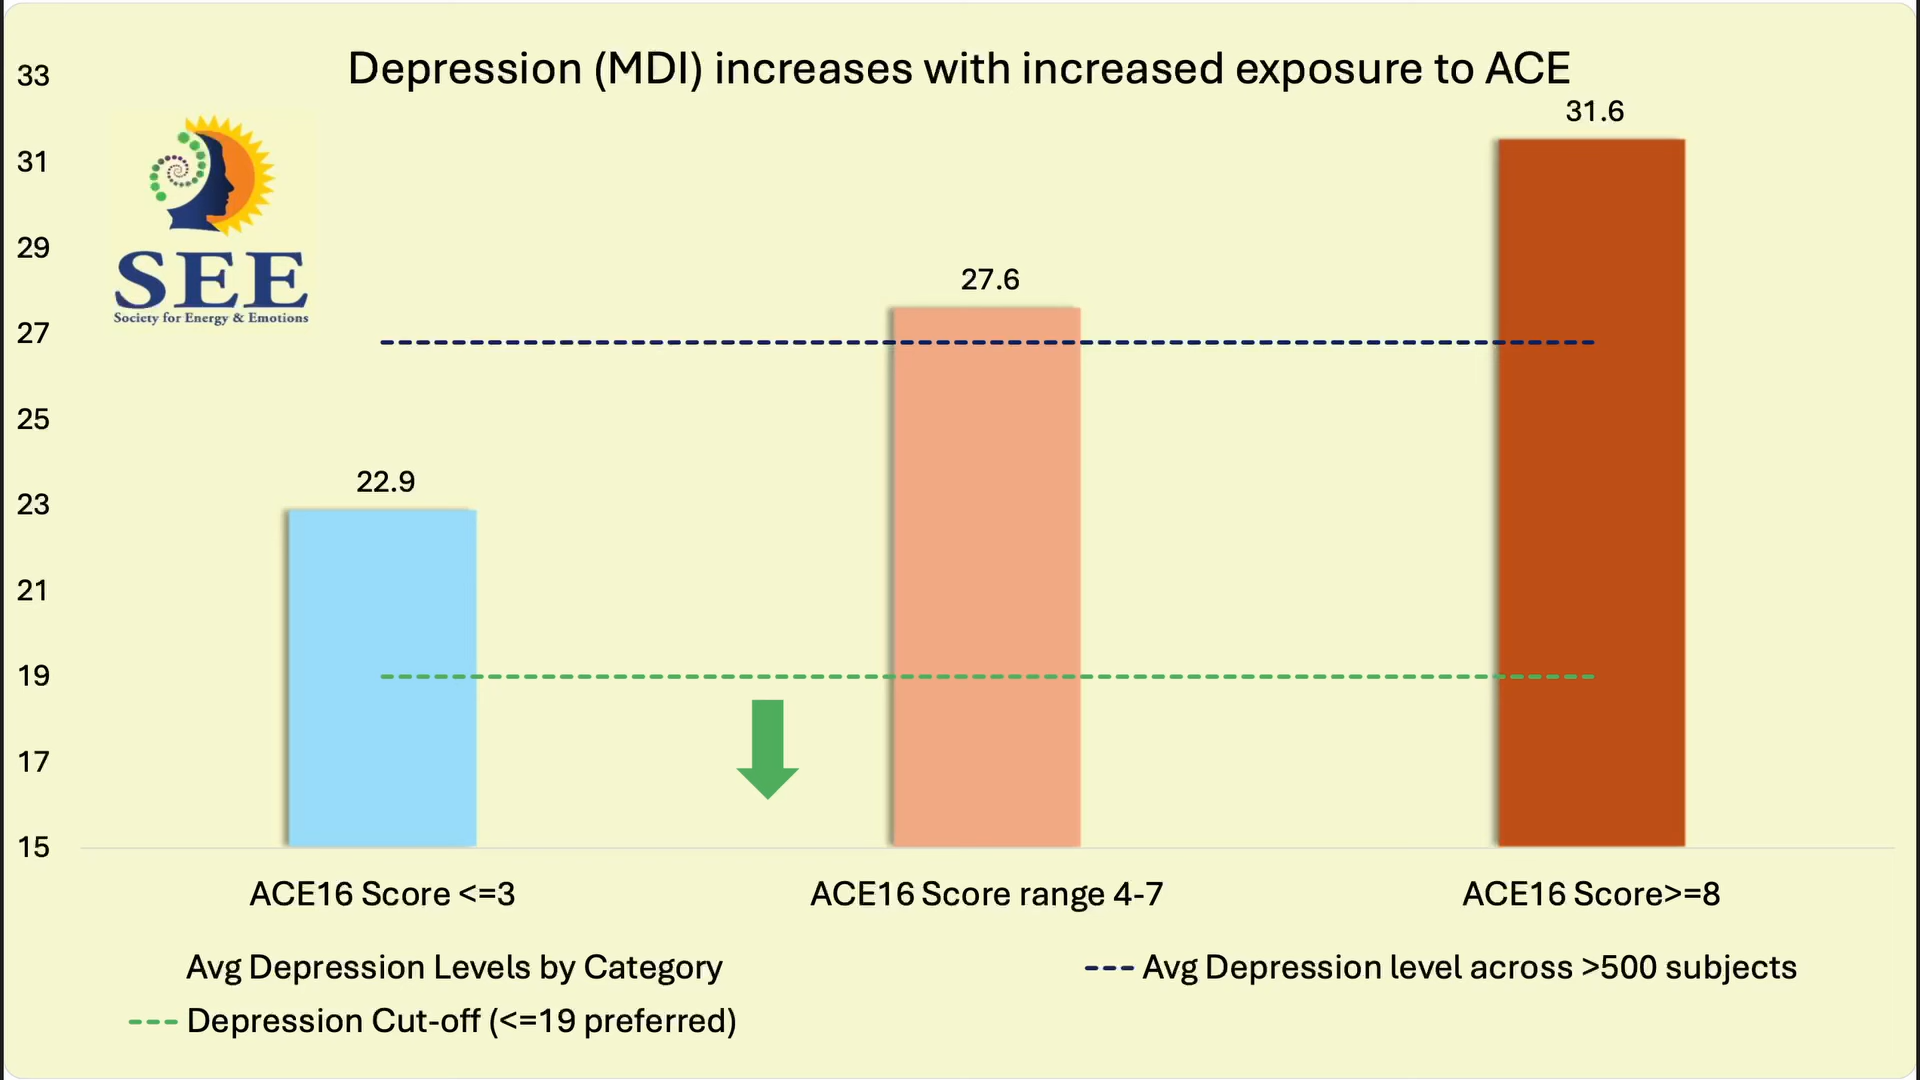 Depression (MDI) increases with increased exposure to ACE
33
31
29
27
25
23
21
19
17
15
SEE
Society for Energy & Emotions
22.9
27.6
31.6
ACE16 Score <=3
ACE16 Score range 4-7
ACE16 Score>=8
Avg Depression Levels by Category
Avg Depression level across >500 subjects
Depression Cut-off (<=19 preferred)